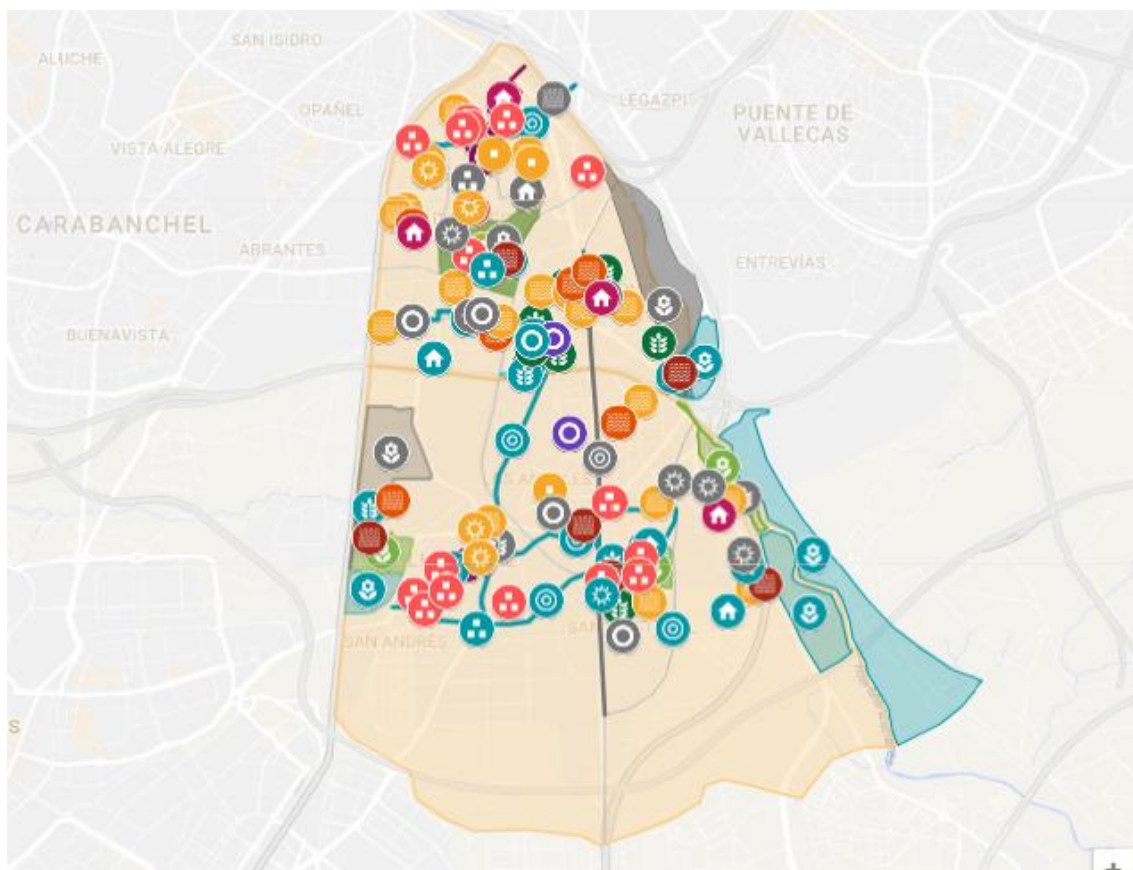 SAN ISIDRO
ALUCHE
OPAÑEL
LEGAZPI
PUENTE DE
VALLECAS
VISTA ALEGRE
CARABANCHEL
ABRANTES
ENTREVÍAS
BUENAVISTA
SAN ANDRÉS
S
+